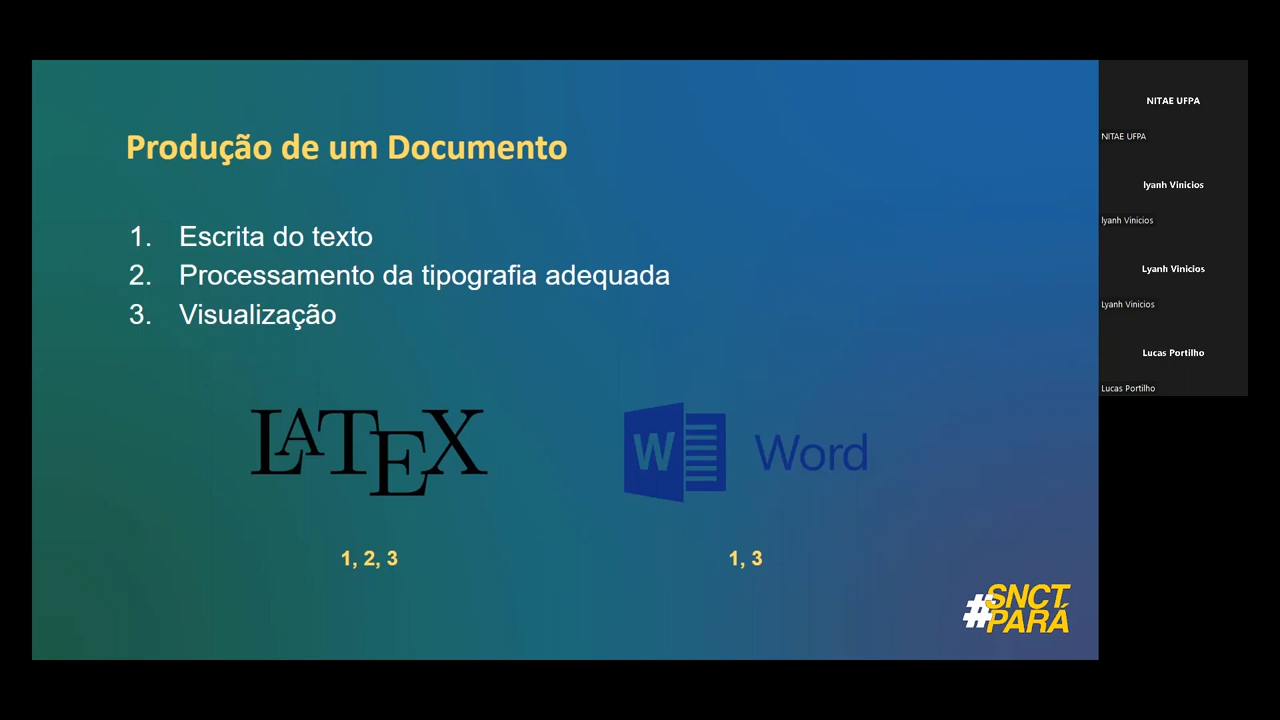 Produção de um Documento
1. Escrita do texto
2. Processamento da tipografia adequada
3. Visualização
LATEX
W Word
1, 2, 3
1, 3
#SNCT
PARÁ
NITAE UFPA
NITAE UFPA
lyanh Vinicios
lyanh Vinicios
Lyanh Vinicios
Lyanh Vinicios
Lucas Portilho
Lucas Portilho